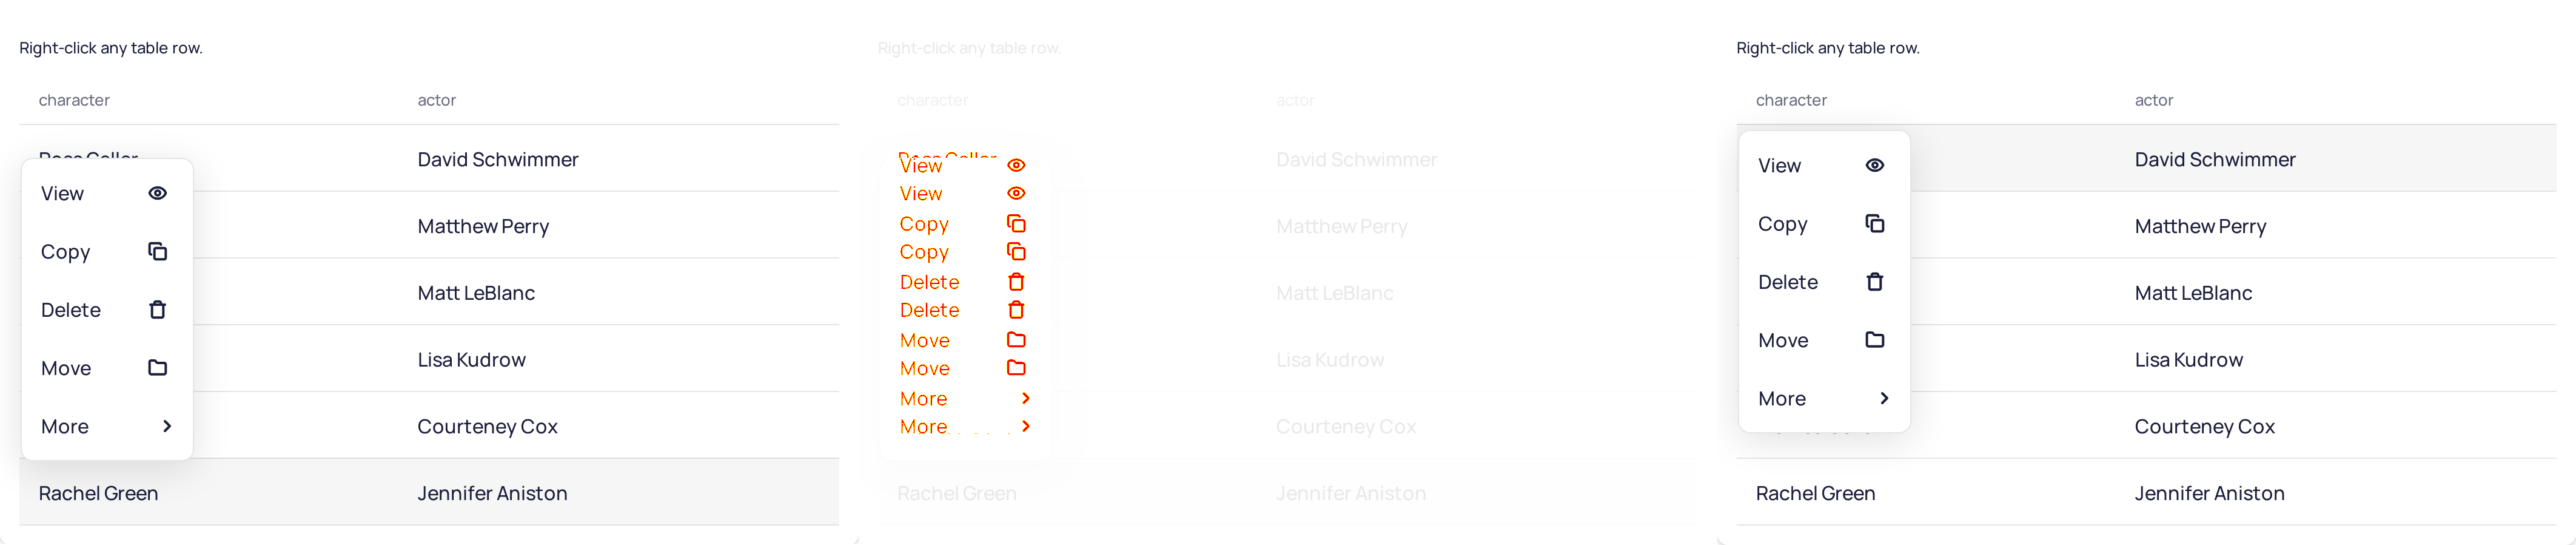 Right-click any table row.
character actor
David Schwimmer
View
Matthew Perry
Copy
Matt LeBlanc
Delete
Lisa Kudrow
Move
More
Courteney Cox
Rachel Green Jennifer Aniston
Right-click any table row.
character actor
David Schwimmer
View
View
Copy
Matthew Perry
Copy
Delete
Matt LeBlanc
Delete
Move
Lisa Kudrow
Move
More
More
Courteney Cox
Rachel Green Jennifer Aniston
Right-click any table row.
character actor
David Schwimmer
View
Copy
Matthew Perry
Delete
Matt LeBlanc
Move
Lisa Kudrow
More
Courteney Cox
Rachel Green Jennifer Aniston